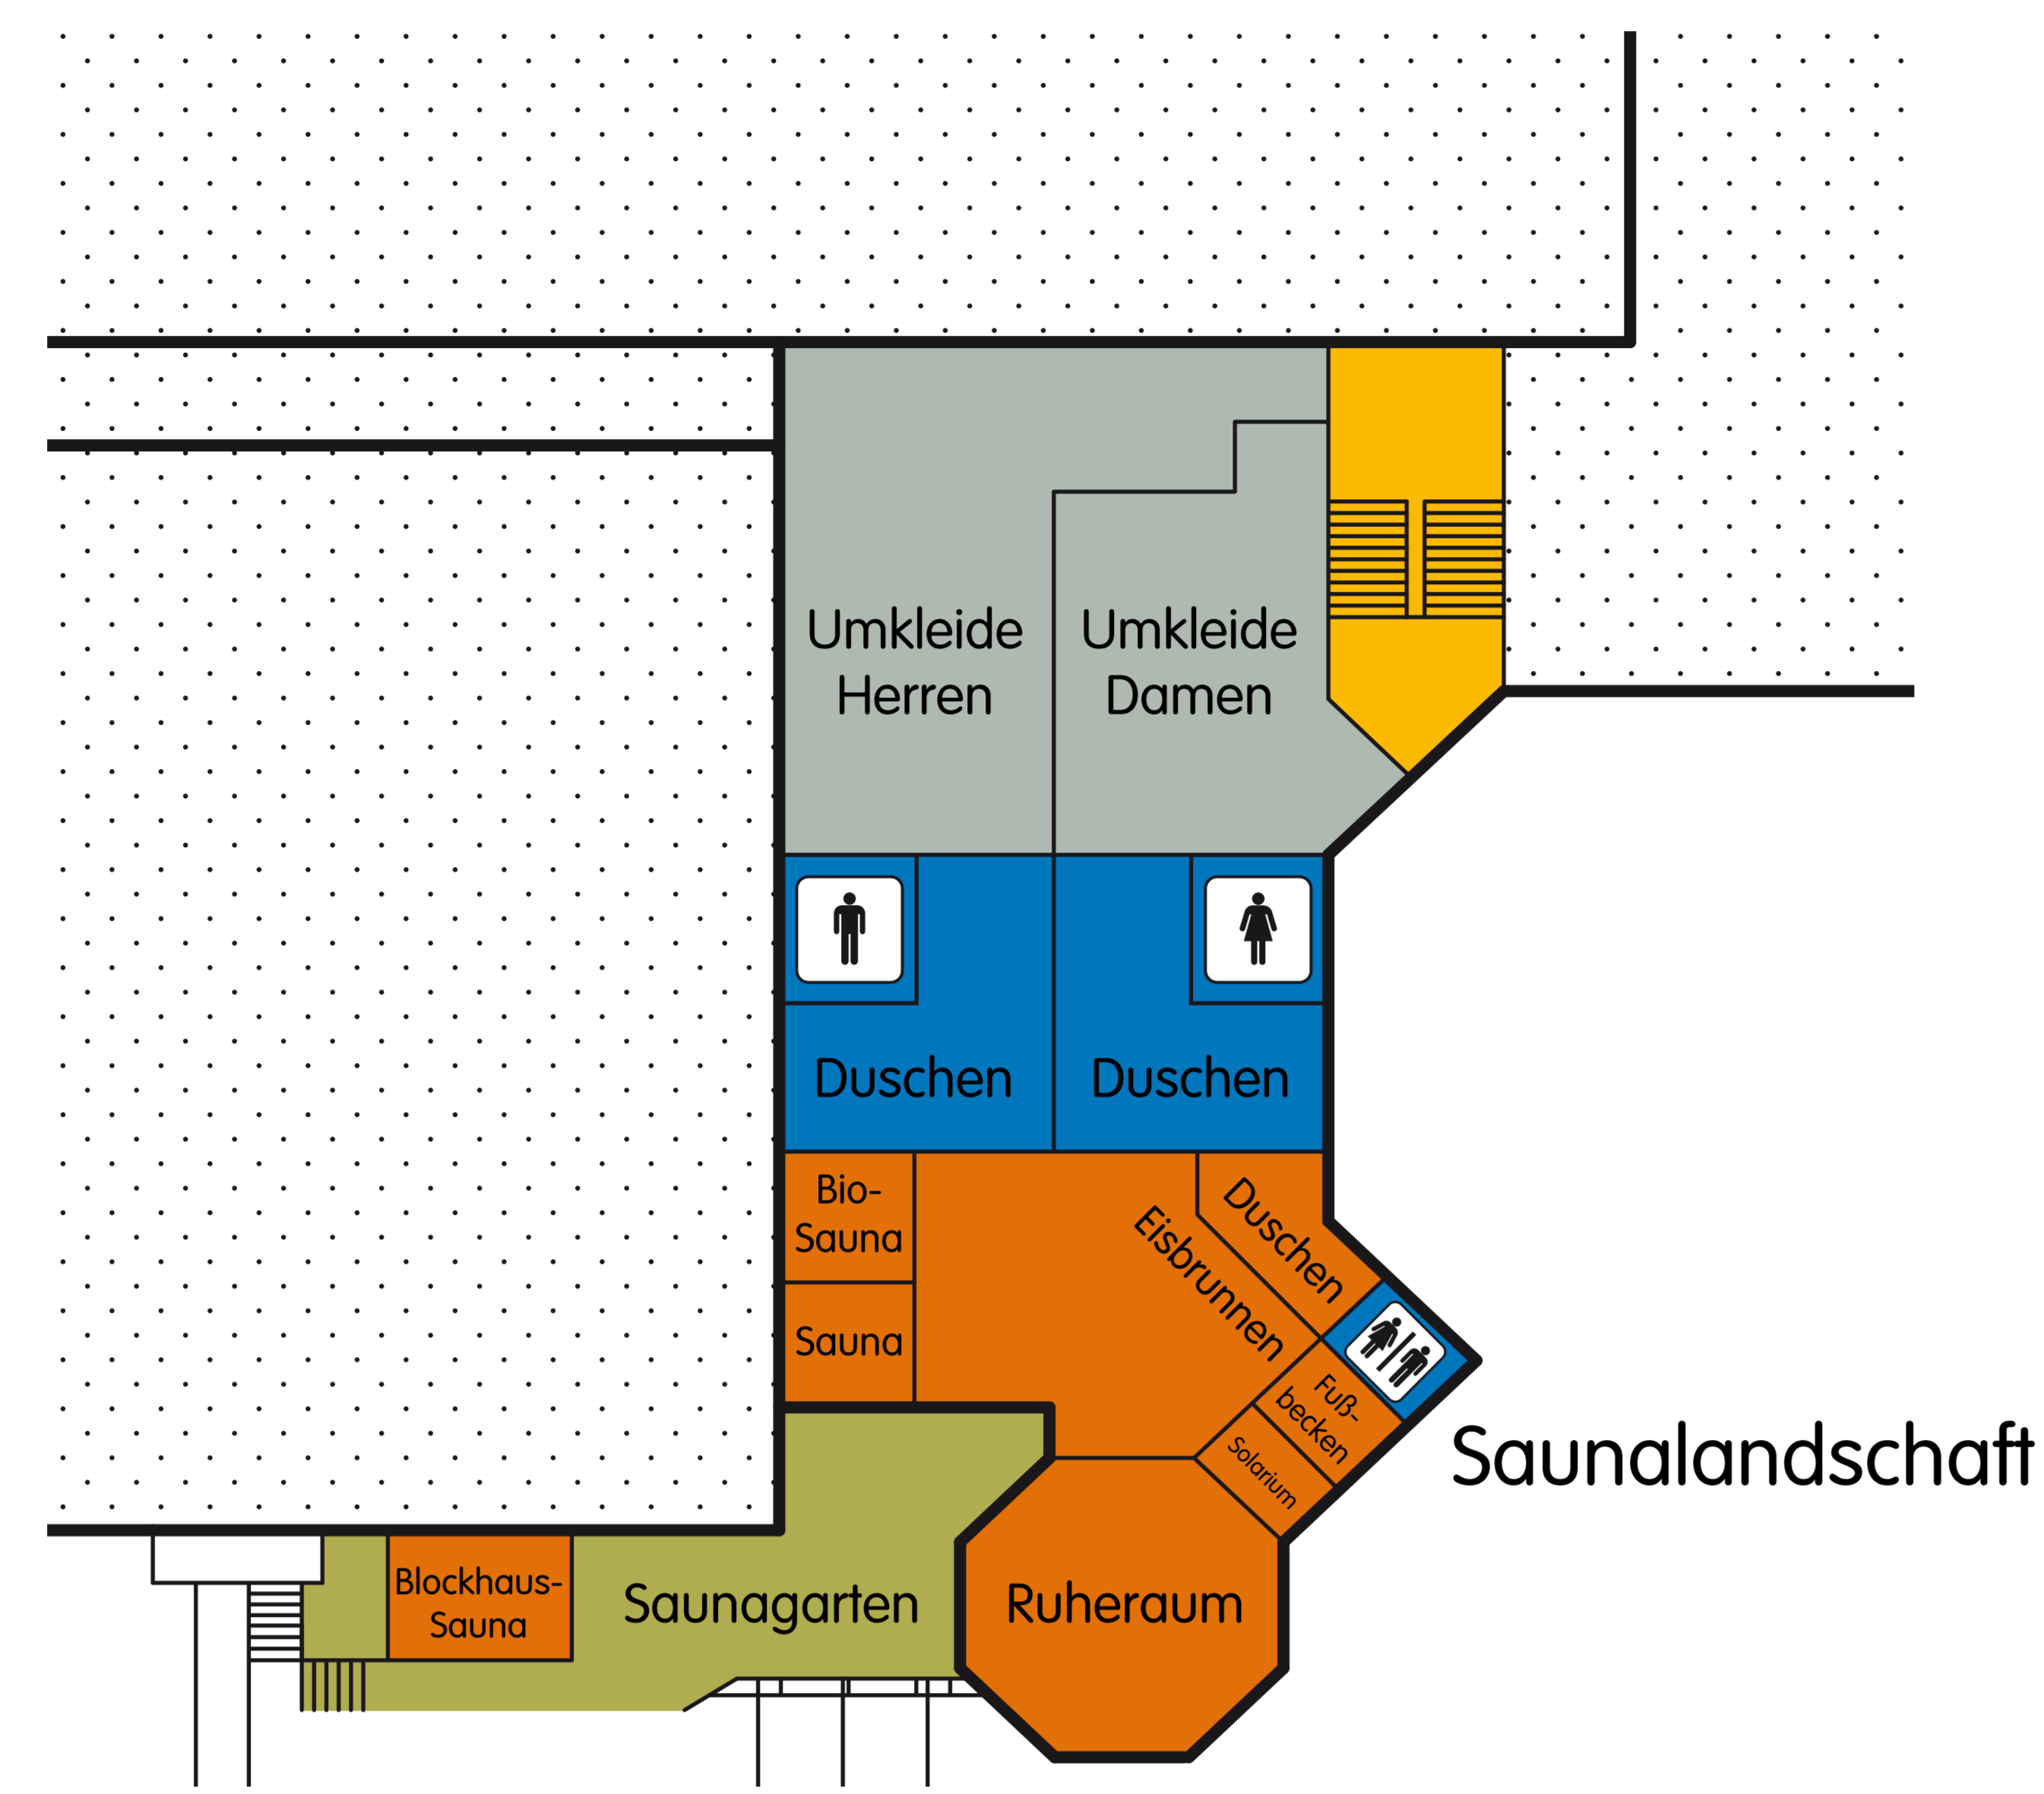 Umkleide
Herren
Umkleide
Damen
Duschen
Duschen
Bio-
Sauna
Sauna
Eisbrunnen
Duschen
Fuß-
becken
Solarium
Saunalandschaft
Blockhaus-
Sauna
Saunagarten
Ruheraum